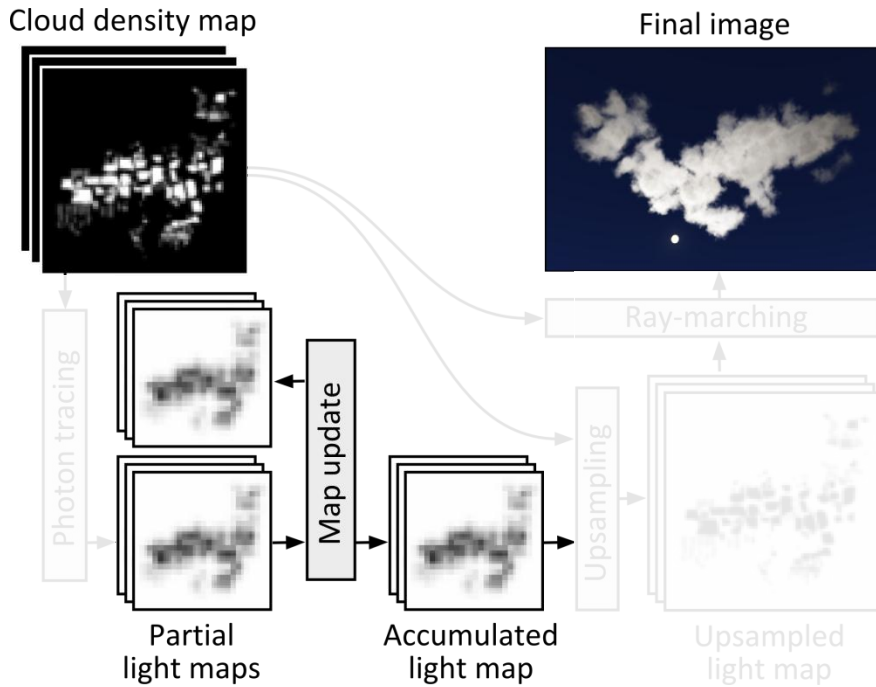 Cloud density map
Final image
Ray-marching
Photon tracing
Map update
Upsampling
Partial
light maps
Accumulated
light map
Upsampled
light map